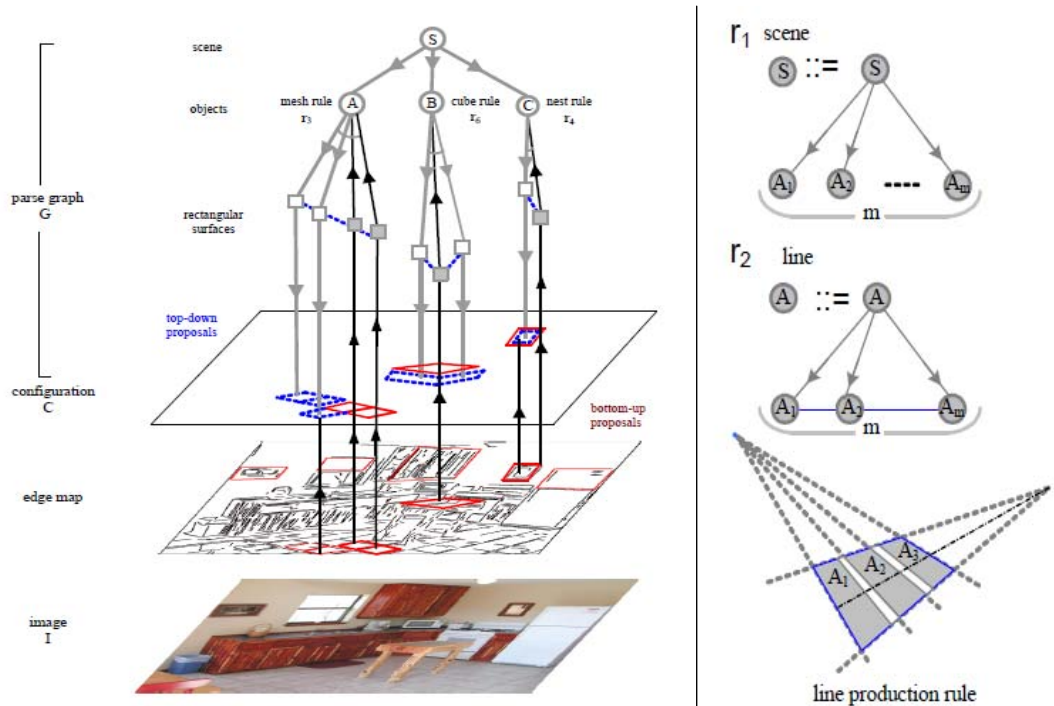 scene
S
objects
mesh rule
r3
A
B
cube rule
r6
C
nest rule
r4
parse graph
G
rectangular
surfaces
top-down
proposals
configuration
C
bottom-up
proposals
edge map
image
I
r1 scene
S ::= S
A1 A2 Am
m
r2 line
A ::= A
A1 A2 Am
m
A1 A2 A3
line production rule